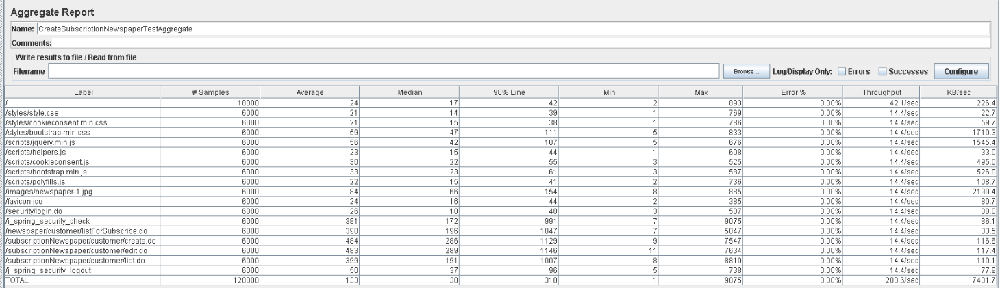 Aggregate Report
Name: CreateSubscriptionNewspaperTestAggregate
Comments:
Write results to file / Read from file
Filename Browse... Log/Display Only: Errors Successes Configure
Label # Samples Average Median 90% Line Min Max Error % Throughput KB/sec
/ 18000 24 17 42 2 893 0.00% 42.1/sec 226.4
/styles/style.css 6000 21 14 39 1 769 0.00% 14.4/sec 22.7
/styles/cookieconsent.min.css 6000 21 15 38 1 786 0.00% 14.4/sec 59.7
/styles/bootstrap.min.css 6000 59 47 111 5 833 0.00% 14.4/sec 1710.3
/scripts/jquery.min.js 6000 56 42 107 5 676 0.00% 14.4/sec 1545.4
/scripts/helpers.js 6000 23 15 44 1 608 0.00% 14.4/sec 33.0
/scripts/cookieconsent.js 6000 30 22 55 3 525 0.00% 14.4/sec 495.0
/scripts/bootstrap.min.js 6000 33 23 61 3 587 0.00% 14.4/sec 526.0
/scripts/polyfills.js 6000 22 15 41 2 736 0.00% 14.4/sec 108.7
/images/newspaper-1.jpg 6000 84 66 154 8 885 0.00% 14.4/sec 2199.4
/favicon.ico 6000 24 16 44 2 385 0.00% 14.4/sec 80.7
/security/login.do 6000 26 18 48 3 507 0.00% 14.4/sec 80.0
/j_spring_security_check 6000 381 172 991 7 9075 0.00% 14.4/sec 86.1
/newspaper/customer/listForSubscribe.do 6000 398 196 1047 7 5847 0.00% 14.4/sec 83.5
/subscriptionNewspaper/customer/create.do 6000 484 286 1129 9 7547 0.00% 14.4/sec 116.6
/subscriptionNewspaper/customer/edit.do 6000 483 289 1146 11 7634 0.00% 14.4/sec 117.4
/subscriptionNewspaper/customer/list.do 6000 399 191 1007 8 8810 0.00% 14.4/sec 110.1
/j_spring_security_logout 6000 50 37 96 5 738 0.00% 14.4/sec 77.9
TOTAL 120000 133 30 318 1 9075 0.00% 280.6/sec 7481.7